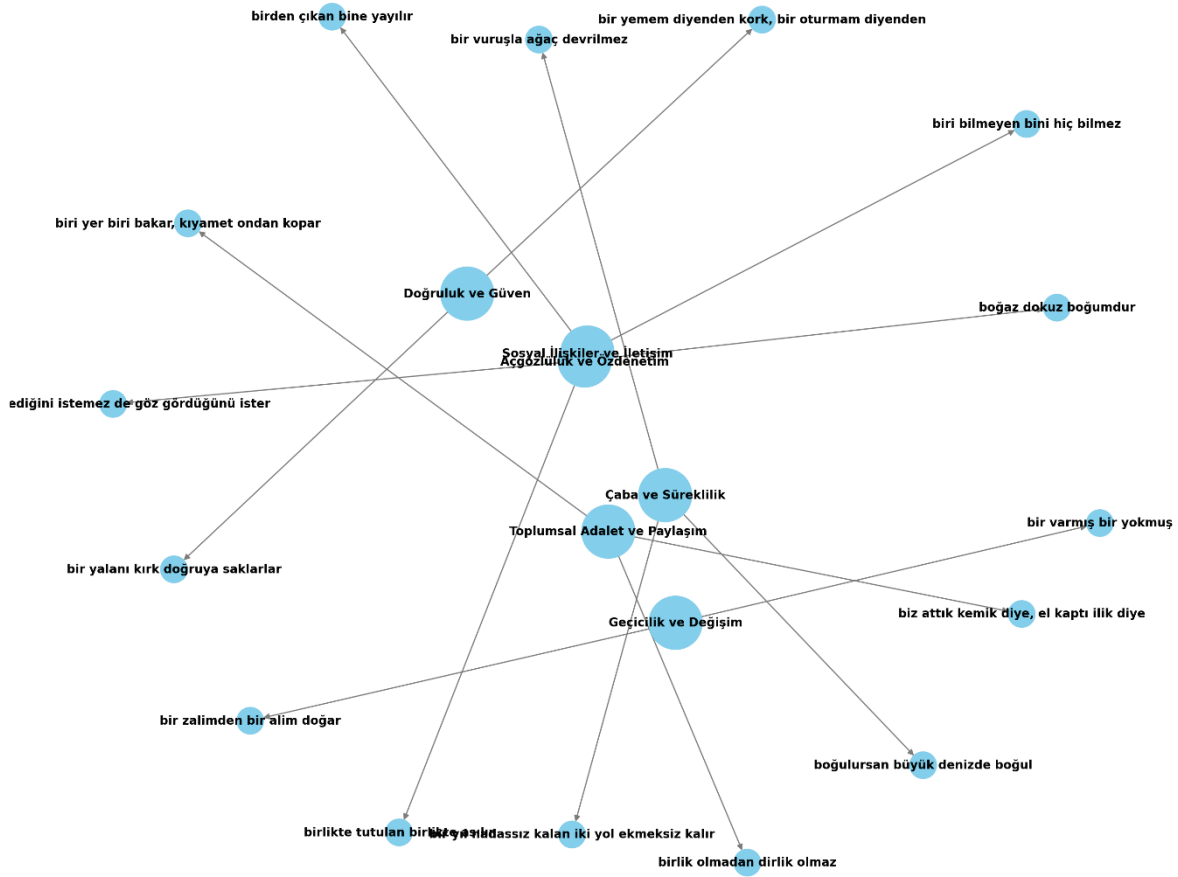 birden çıkan bine yayılır
bir yemem diyenden kork, bir oturmam diyenden
bir vuruşla ağaç devrilmez
biri bilmeyen bini hiç bilmez
biri yer biri bakar, kıyamet ondan kopar
Doğruluk ve Güven
boğaz dokuz boğumdur
Sosyal İlişkiler ve İletişim
Açgözlülük ve Özdenetim
istemez de göz gördüğünü ister
Çaba ve Süreklilik
bir varmış bir yokmuş
Toplumsal Adalet ve Paylaşım
bir yalanı kırk doğruya saklarlar
biz attık kemik diye, el kaptı ilik diye
Geçicilik ve Değişim
bir zalimden bir alim doğar
boğulursan büyük denizde boğul
birlikte tutulan
kalan iki yol ekmeksiz kalır
birlik olmadan dirlik olmaz